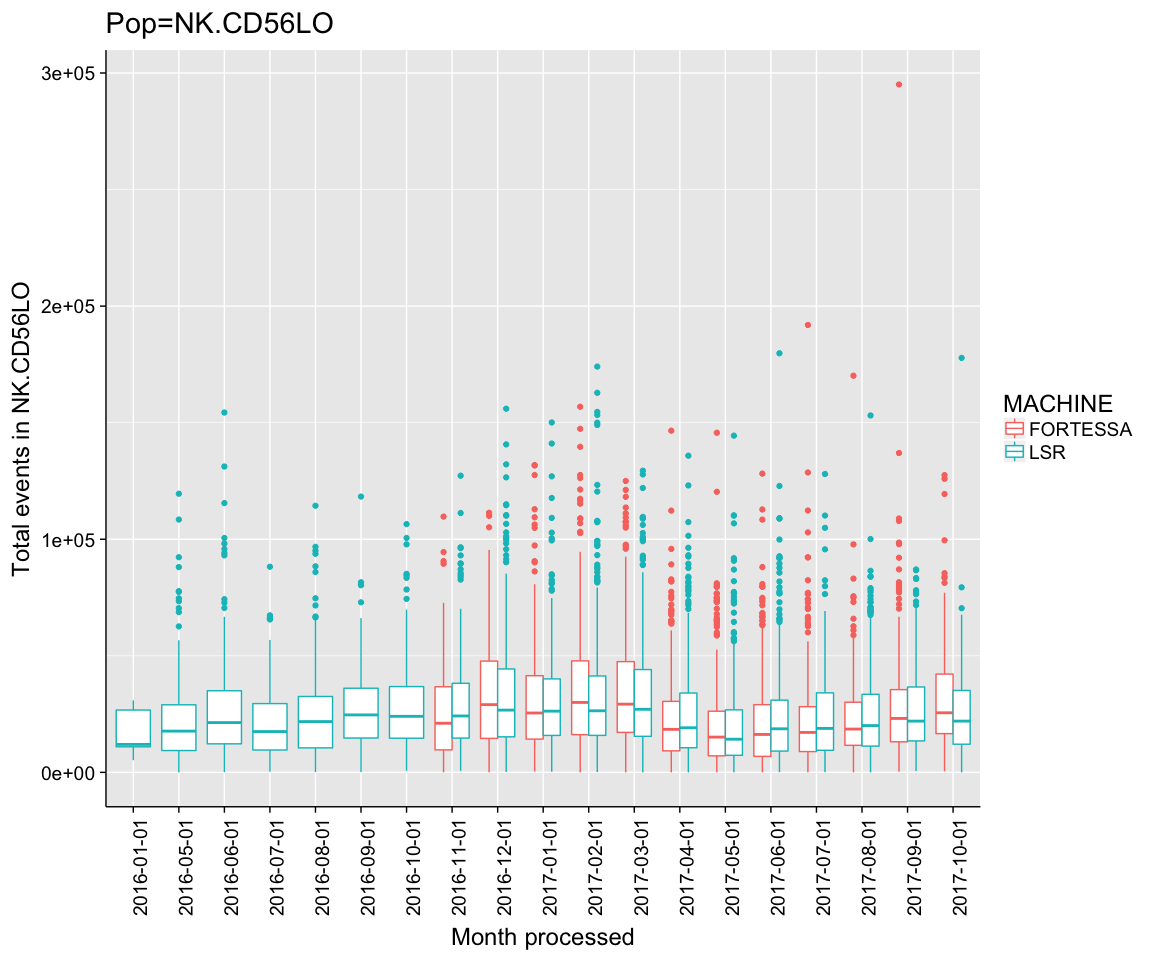 Pop=NK.CD56LO
Total events in NK.CD56LO
3e+05
2e+05
1e+05
0e+00
2016-01-01
2016-05-01
2016-06-01
2016-07-01
2016-08-01
2016-09-01
2016-10-01
2016-11-01
2016-12-01
2017-01-01
2017-02-01
2017-03-01
2017-04-01
2017-05-01
2017-06-01
2017-07-01
2017-08-01
2017-09-01
2017-10-01
Month processed
MACHINE
FORTESSA
LSR